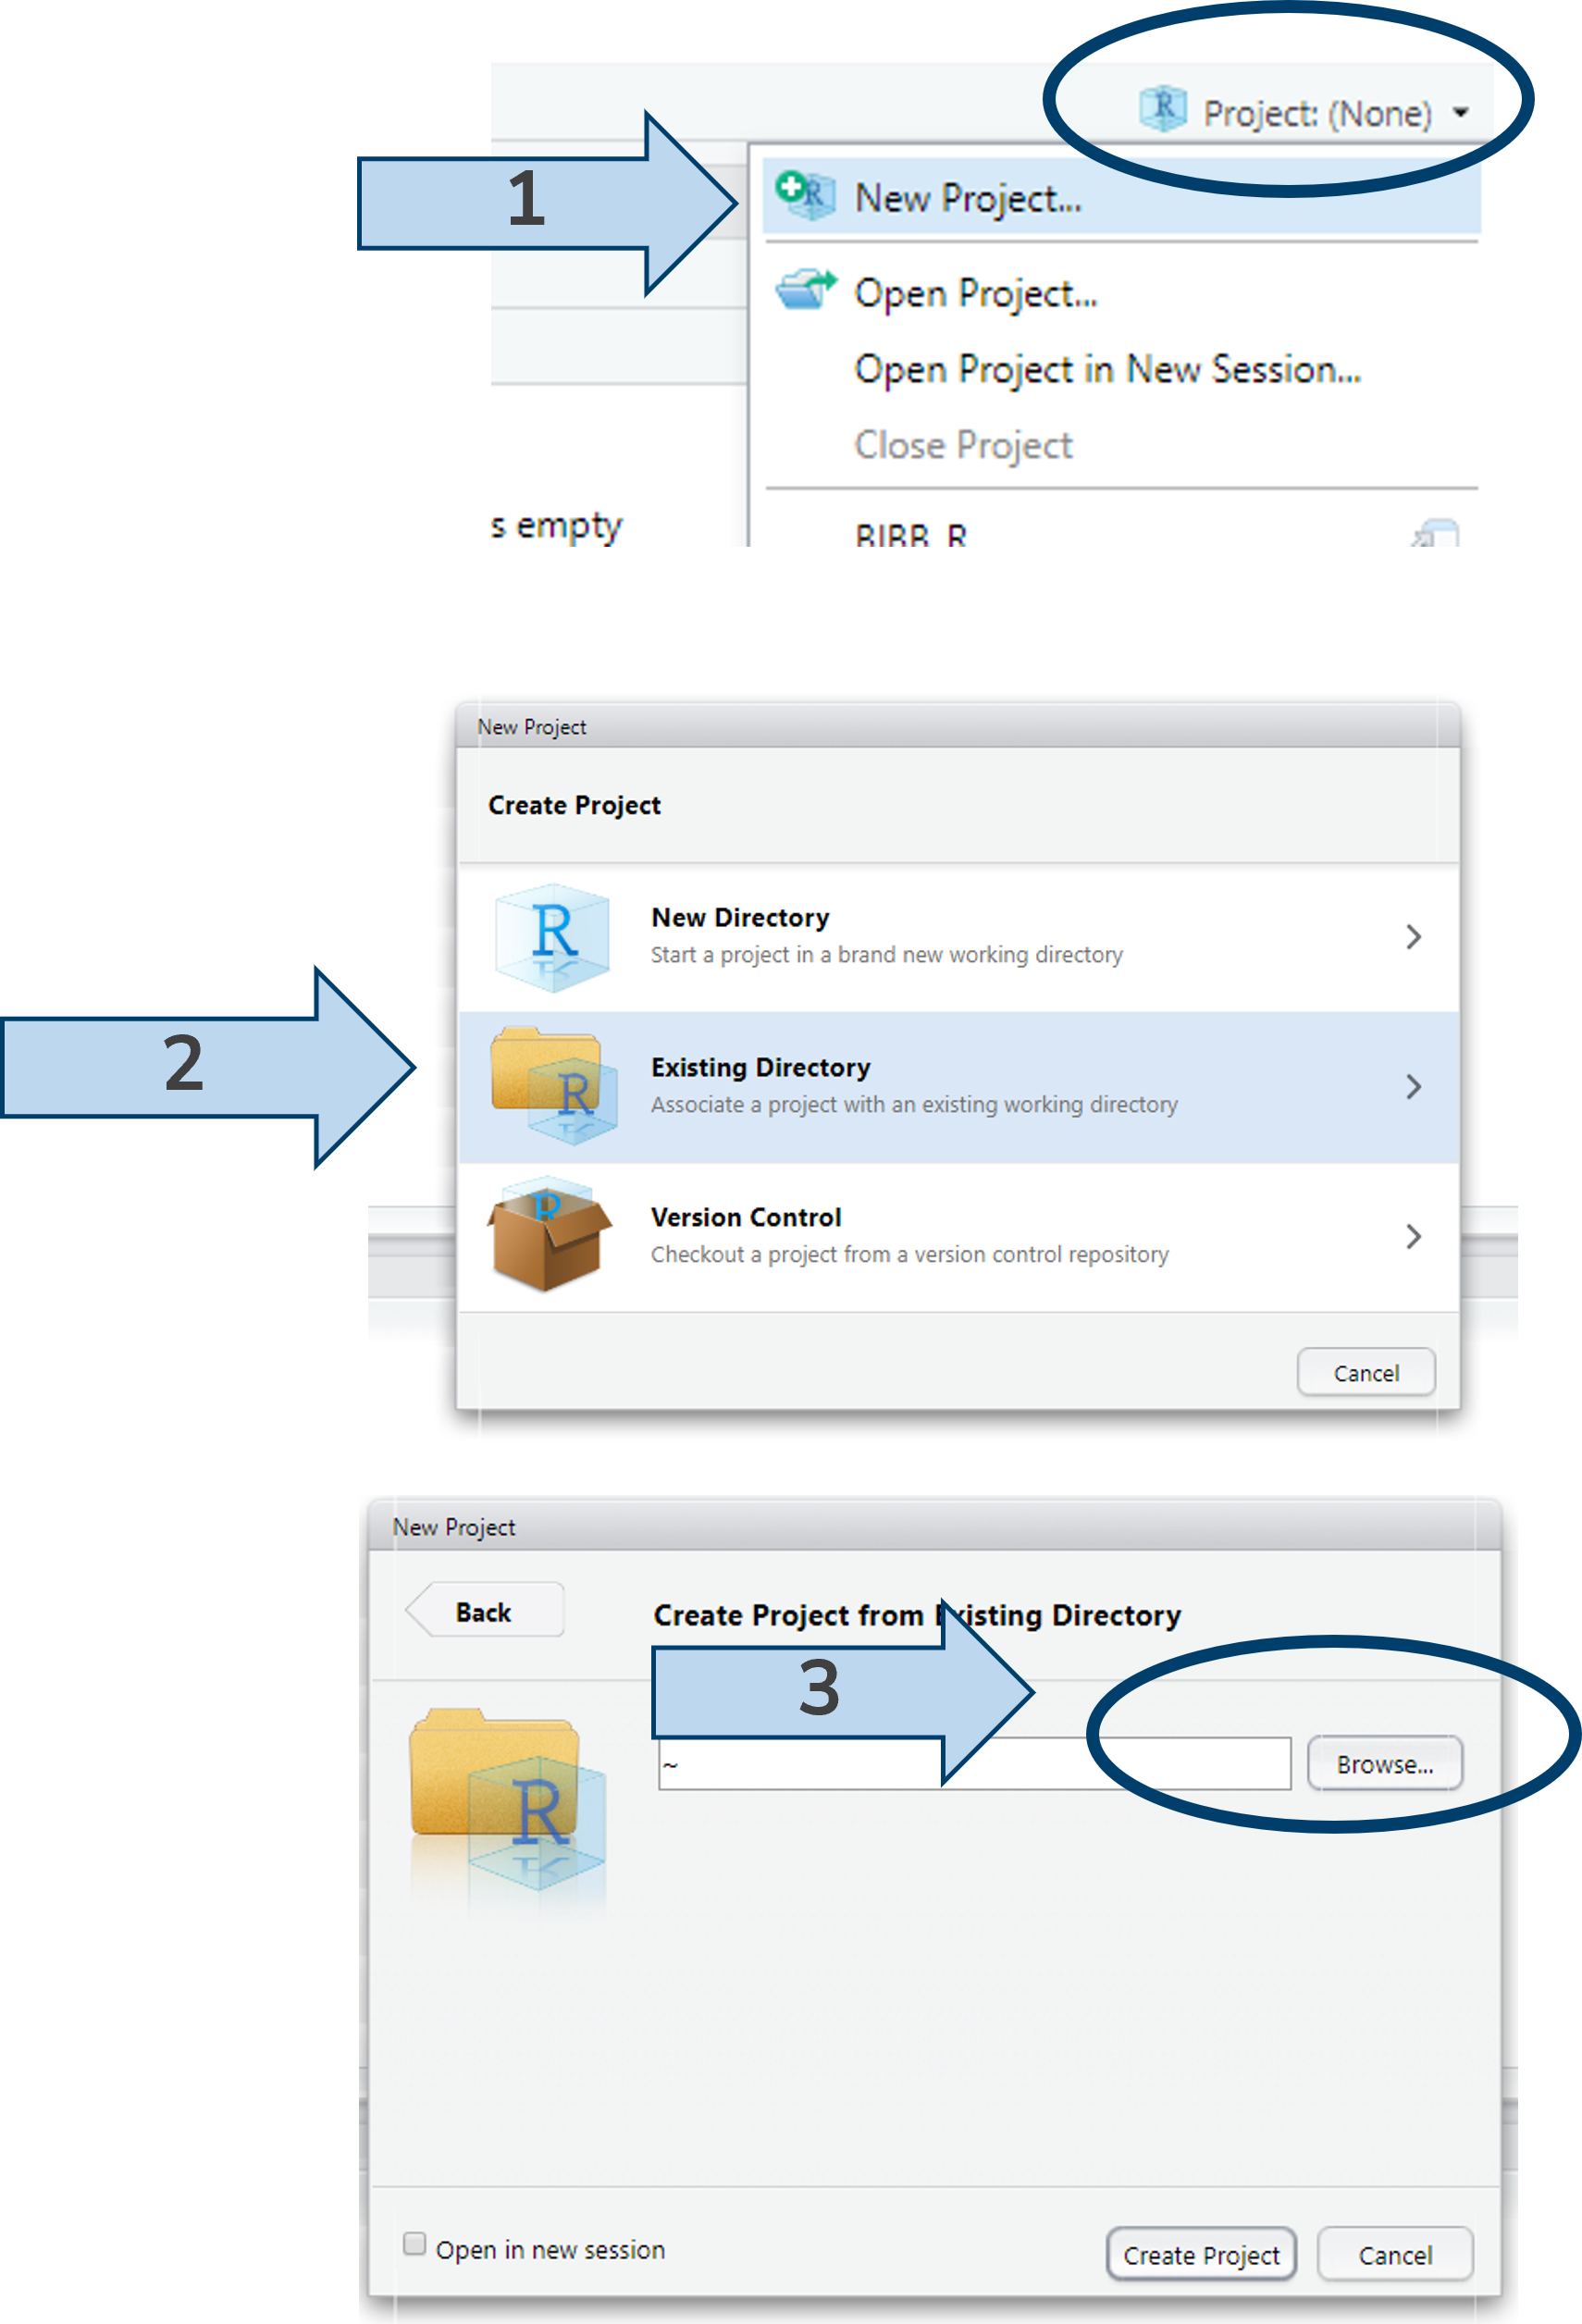 Project: (None)
1
New Project...
Open Project...
Open Project in New Session...
Close Project
s empty
BIBB_R
New Project
Create Project
R
New Directory
Start a project in a brand new working directory
2
R
Existing Directory
Associate a project with an existing working directory
R
Version Control
Checkout a project from a version control repository
Cancel
New Project
Back
Create Project from Existing Directory
3
~
Browse...
R
Open in new session
Create Project
Cancel